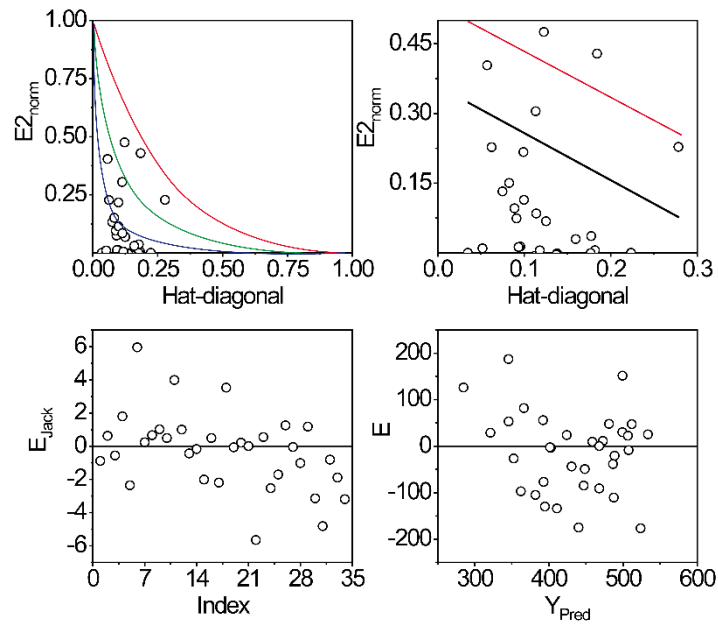 1.00
0.75
0.50
0.25
E2norm
0.00 0.25 0.50 0.75 1.00
Hat-diagonal
0.45
0.30
0.15
E2norm
0.0 0.1 0.2 0.3
Hat-diagonal
6
4
2
0
-2
-4
-6
EJack
0 7 14 21 28 35
Index
200
100
0
-100
-200
E
300 400 500 600
YPred